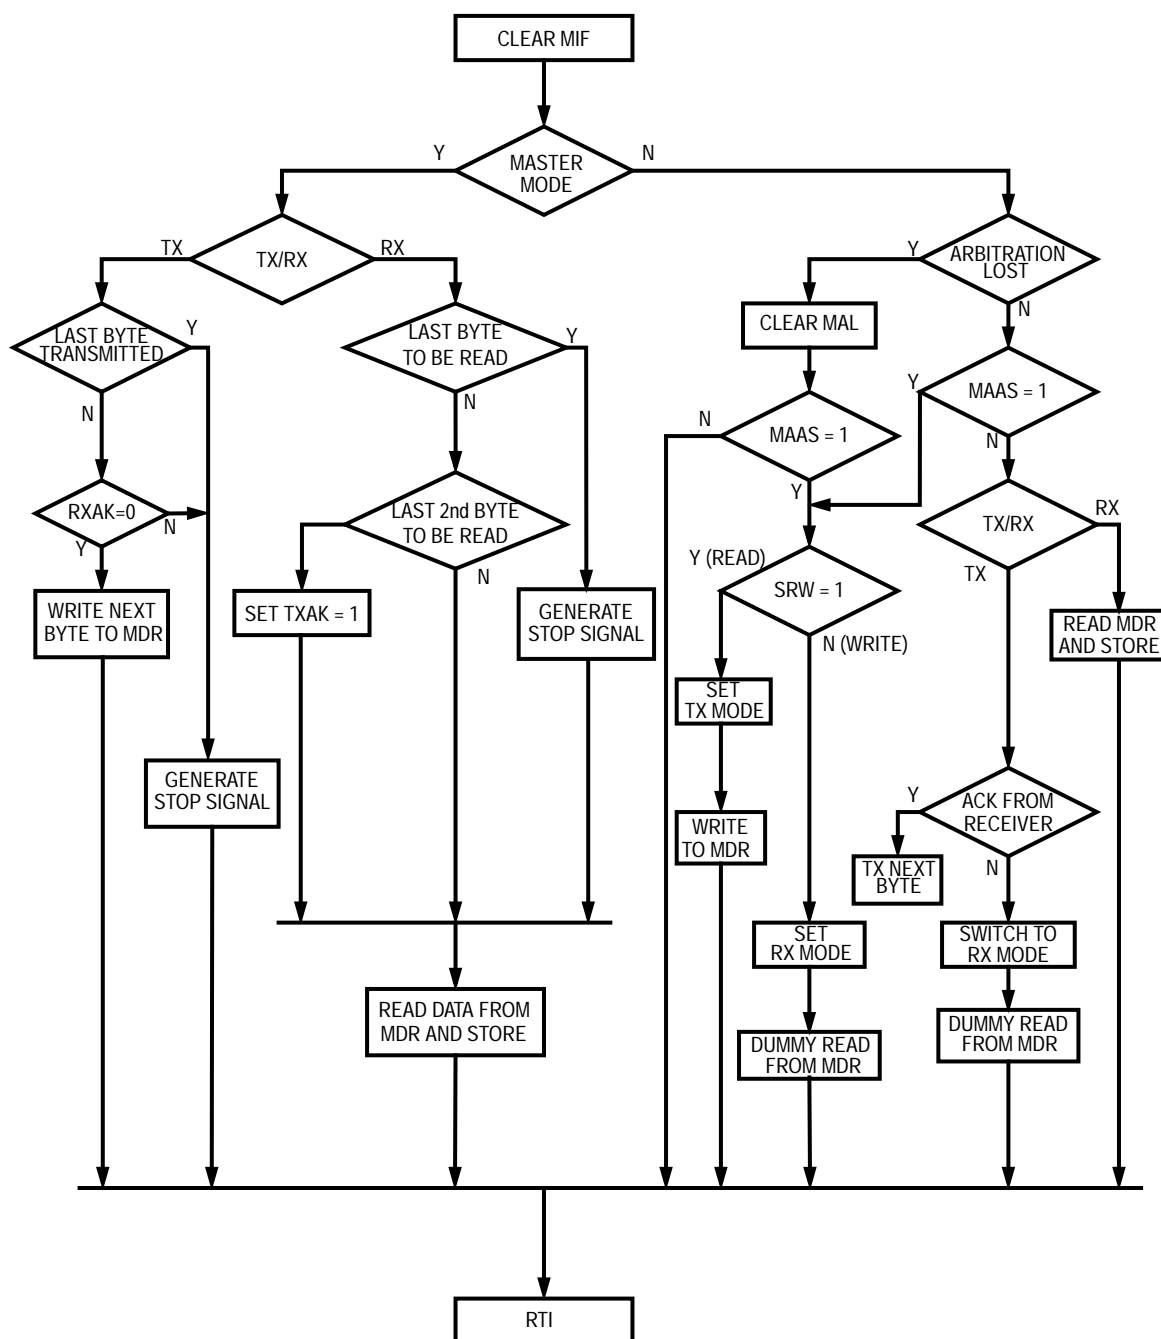 CLEAR MIF
Y
MASTER
MODE
N
TX
TX/RX
RX
Y
ARBITRATION
LOST
N
LAST BYTE
TRANSMITTED
Y
N
LAST BYTE
TO BE READ
Y
N
CLEAR MAL
Y
MAAS = 1
N
N
MAAS = 1
Y
RXAK=0
N
Y
LAST 2nd BYTE
TO BE READ
N
TX/RX
RX
TX
Y (READ)
SRW = 1
N (WRITE)
WRITE NEXT
BYTE TO MDR
SET TXAK = 1
GENERATE
STOP SIGNAL
READ MDR
AND STORE
SET
TX MODE
GENERATE
STOP SIGNAL
WRITE
TO MDR
Y
ACK FROM
RECEIVER
N
TX NEXT
BYTE
SET
RX MODE
SWITCH TO
RX MODE
READ DATA FROM
MDR AND STORE
DUMMY READ
FROM MDR
DUMMY READ
FROM MDR
RTI